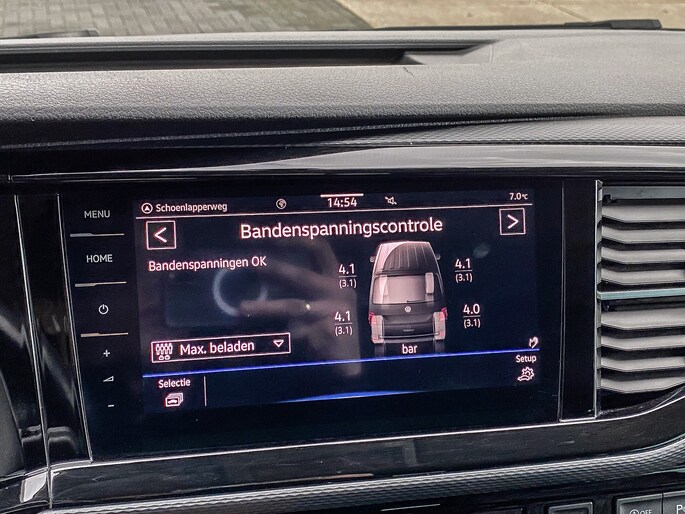 MENU
HOME
Schoenlapperweg
14:54
7.0°C
<
Bandenspanningscontrole
>
Bandenspanningen OK
4.1
(3.1)
4.1
(3.1)
4.1
(3.1)
4.0
(3.1)
bar
Max. beladen
Selectie
Setup
+
-
OFF